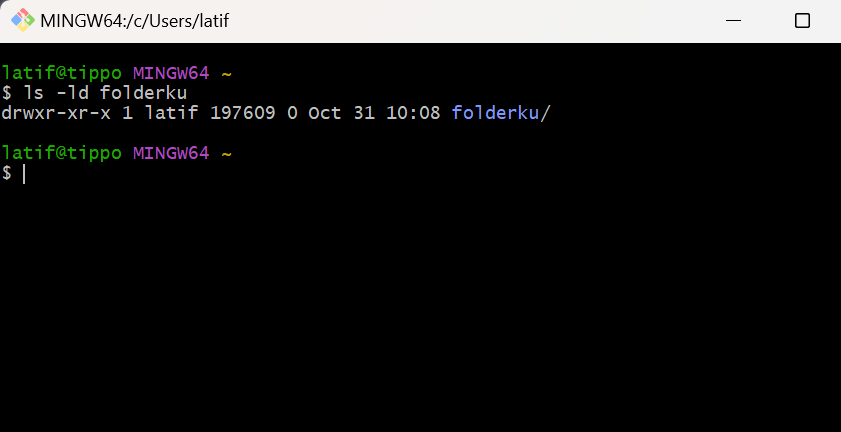 MINGW64:/c/Users/latif
latif@tippo MINGW64 ~
$ ls -ld folderku
drwxr-xr-x 1 latif 197609 0 Oct 31 10:08 folderku/
latif@tippo MINGW64 ~
$